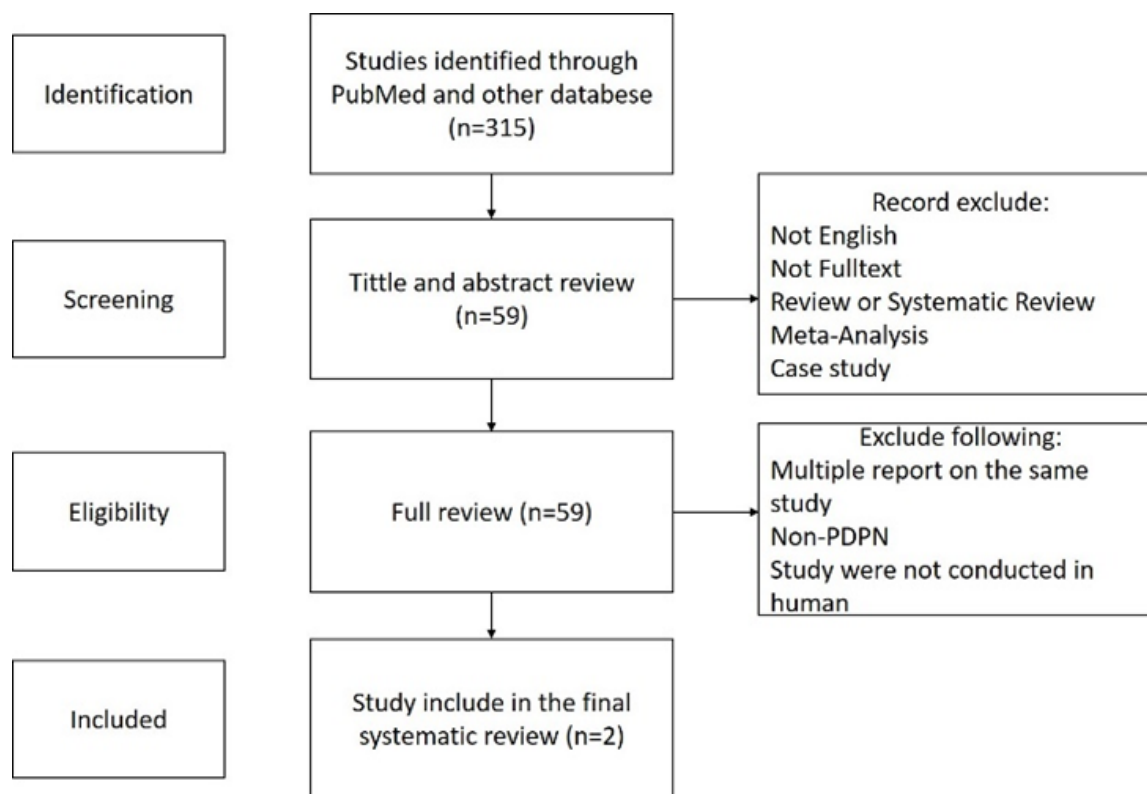 Identification
Studies identified through
PubMed and other databese
(n=315)
Screening
Tittle and abstract review
(n=59)
Record exclude:
Not English
Not Fulltext
Review or Systematic Review
Meta-Analysis
Case study
Eligibility
Full review (n=59)
Exclude following:
Multiple report on the same
study
Non-PDPN
Study were not conducted in
human
Included
Study include in the final
systematic review (n=2)